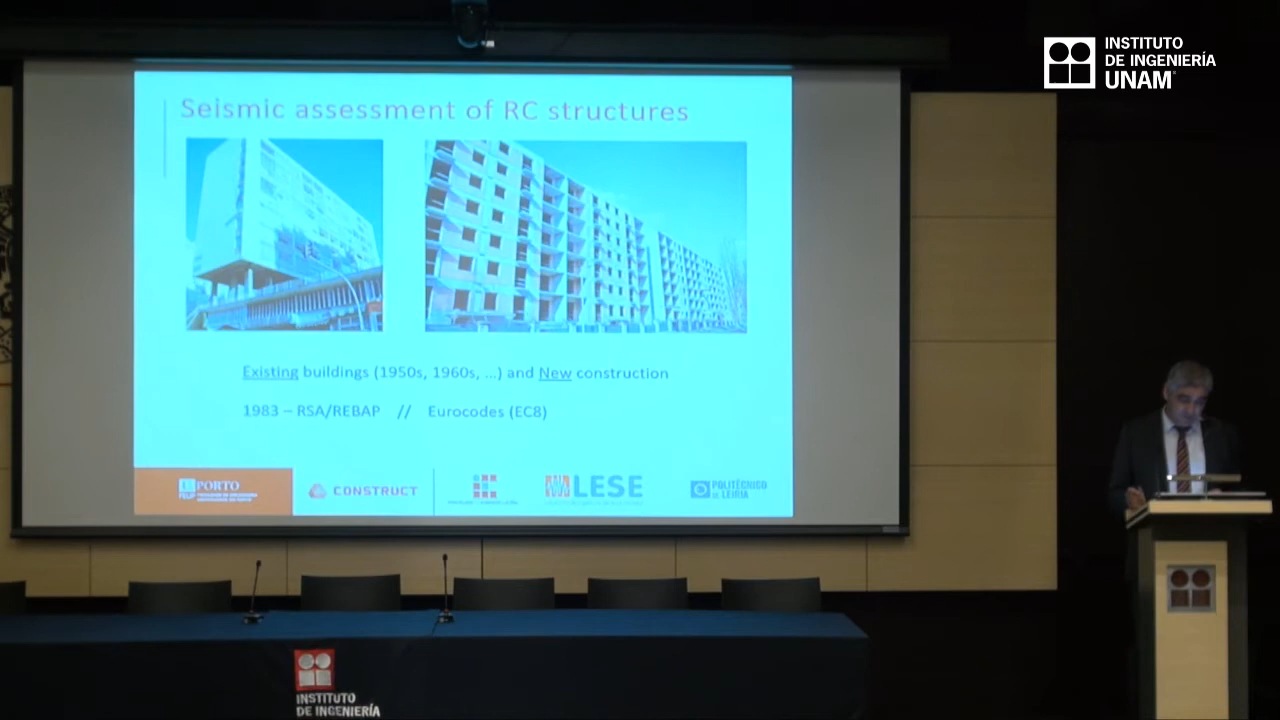 INSTITUTO
DE INGENIERÍA
UNAM
Seismic assessment of RC structures
Existing buildings (1950s, 1960s, ...) and New construction
1983 – RSA/REBAP // Eurocodes (EC8)
PORTO
CONSTRUCT
LESE
POLITÉCNICO
DE LEIRIA
INSTITUTO
DE INGENIERÍA